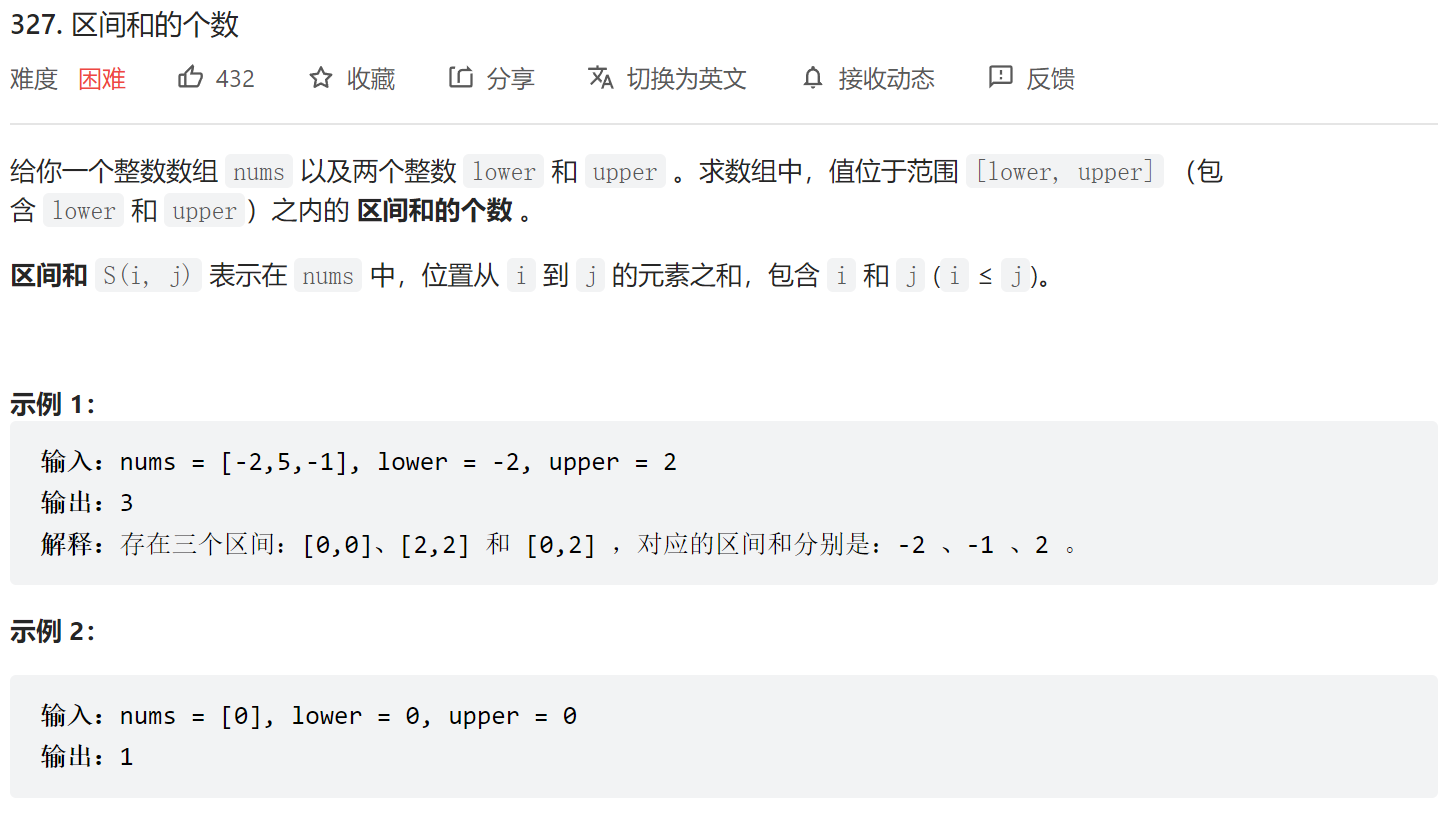 327. 区间和的个数
难度 困难 432 收藏 分享 切换为英文 接收动态 反馈
给你一个整数数组 nums 以及两个整数 lower 和 upper 。求数组中，值位于范围 [lower, upper] （包
含 lower 和 upper）之内的 区间和的个数 。
区间和 S(i, j) 表示在 nums 中，位置从 i 到 j 的元素之和，包含 i 和 j (i ≤ j)。
示例 1：
输入：nums = [-2,5,-1], lower = -2, upper = 2
输出：3
解释：存在三个区间：[0,0]、[2,2] 和 [0,2] ，对应的区间和分别是：-2 、-1 、2 。
示例 2：
输入：nums = [0], lower = 0, upper = 0
输出：1